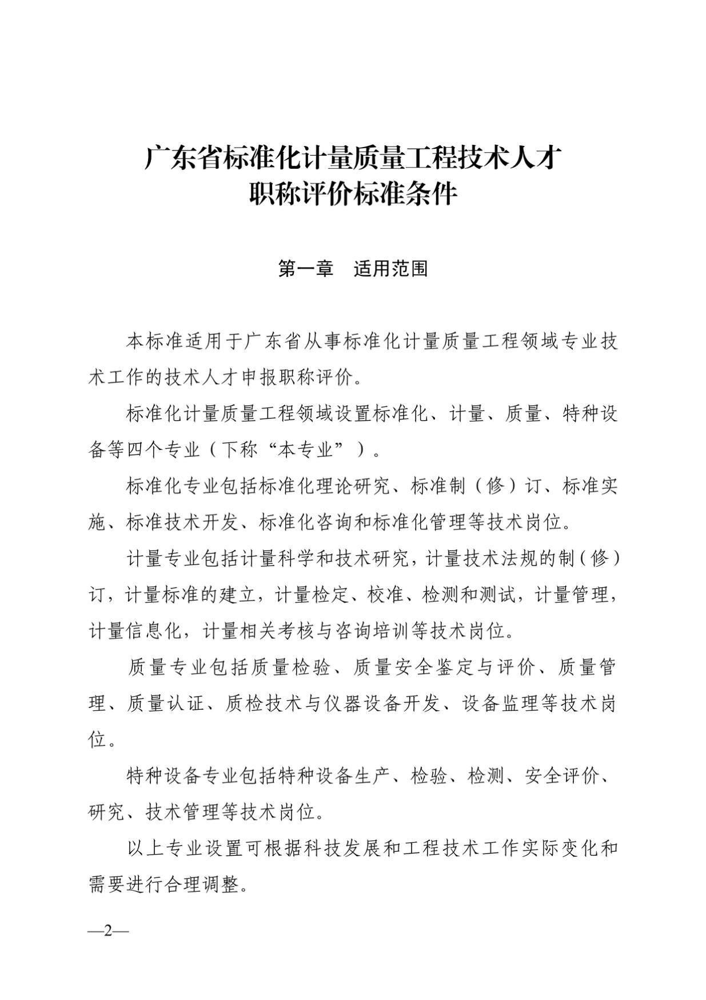 广东省标准化计量质量工程技术人才
职称评价标准条件
第一章 适用范围
本标准适用于广东省从事标准化计量质量工程领域专业技
术工作的技术人才申报职称评价。
标准化计量质量工程领域设置标准化、计量、质量、特种设
备等四个专业（下称“本专业”）。
标准化专业包括标准化理论研究、标准制（修）订、标准实
施、标准技术开发、标准化咨询和标准化管理等技术岗位。
计量专业包括计量科学和技术研究，计量技术法规的制（修）
订，计量标准的建立，计量检定、校准、检测和测试，计量管理，
计量信息化，计量相关考核与咨询培训等技术岗位。
质量专业包括质量检验、质量安全鉴定与评价、质量管
理、质量认证、质检技术与仪器设备开发、设备监理等技术岗
位。
特种设备专业包括特种设备生产、检验、检测、安全评价、
研究、技术管理等技术岗位。
以上专业设置可根据科技发展和工程技术工作实际变化和
需要进行合理调整。
—2—